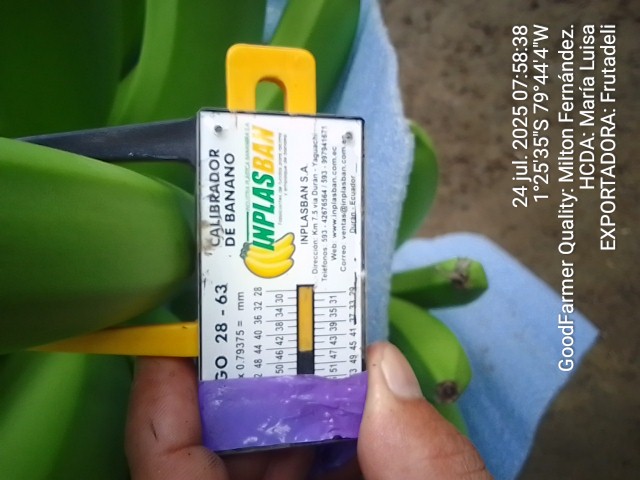 GO 28 - 63
x 0.79375 = mm
2 48 44 40 36 32 28
50 46 42 38 34 30
51 47 43 39 35 31
3 49 45 41 37 33 29
CALIBRADOR
DE BANANO
INDUSTRIA PLASTICA BANANERA S.A.
INPLASBAN
INPLASBAN S.A.
Dirección: Km 7.5 vía Durán - Yaguachi
Teléfonos: 593 - 42676564 / 593 - 997941671
Web: www.inplasban.com.ec
Correo: ventas@inplasban.com.ec
Durán - Ecuador
24 jul. 2025 07:58:38
1°25'35"S 79°44'4"W
GoodFarmer Quality: Milton Fernández.
HCDA: María Luisa
EXPORTADORA: Frutadeli